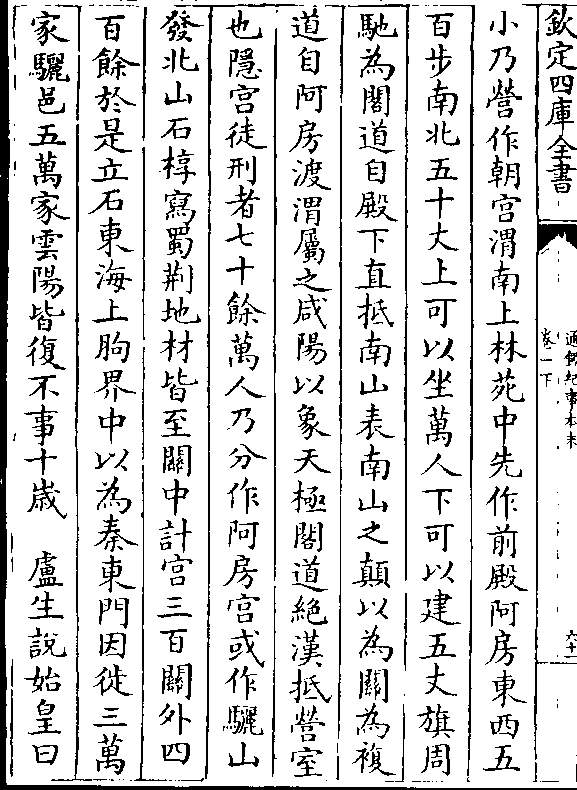 欽定四庫全書
通鑑紀事本末
卷一下
六十一
小乃營作朝宫渭南上林苑中先作前殿阿房東西五
百步南北五十丈上可以坐萬人下可以建五丈旗周
馳為閣道自殿下直抵南山表南山之顛以為闕為複
道自阿房渡渭屬之咸陽以象天極閣道絶漢抵營室
也隱宫徒刑者七十餘萬人乃分作阿房宫或作驪山
發北山石椁寫蜀荆地材皆至關中計宫三百關外四
百餘於是立石東海上朐界中以為秦東門因徙三萬
家驪邑五萬家雲陽皆復不事十嵗　盧生說始皇曰